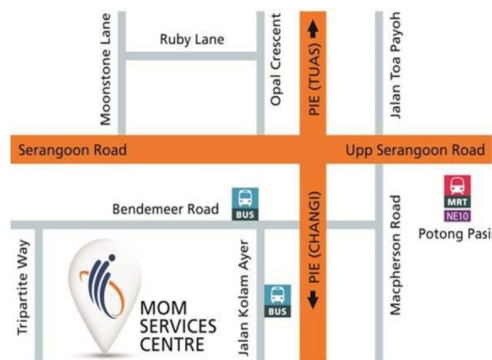 Moonstone Lane
Ruby Lane
Opal Crescent
PIE (TUAS)
Jalan Toa Payoh
Serangoon Road
Upp Serangoon Road
Bendemeer Road
BUS
MRT
NE10
Potong Pasi
Tripartite Way
MOM
SERVICES
CENTRE
Jalan Kolam Ayer
BUS
PIE (CHANGI)
Macpherson Road